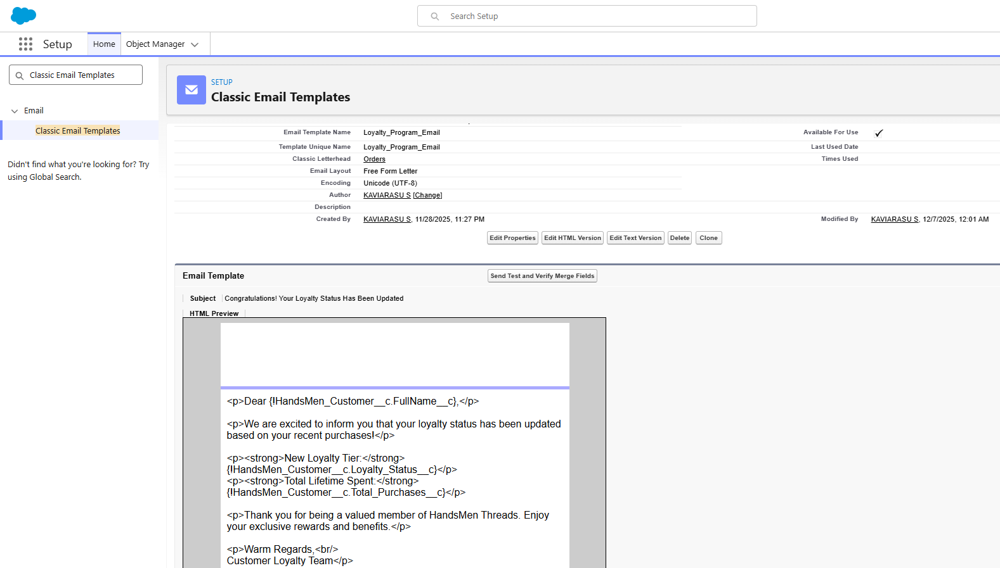 Search Setup
Setup
Home
Object Manager
Classic Email Templates
Email
Classic Email Templates
Didn't find what you're looking for? Try
using Global Search.
SETUP
Classic Email Templates
Email Template Name Loyalty_Program_Email Available For Use
Template Unique Name Loyalty_Program_Email Last Used Date
Classic Letterhead Orders Times Used
Email Layout Free Form Letter
Encoding Unicode (UTF-8)
Author KAVIARASU S [Change]
Description
Created By KAVIARASU S, 11/28/2025, 11:27 PM Modified By KAVIARASU S, 12/7/2025, 12:01 AM
Edit Properties Edit HTML Version Edit Text Version Delete Clone
Email Template Send Test and Verify Merge Fields
Subject Congratulations! Your Loyalty Status Has Been Updated
HTML Preview
<p>Dear {!HandsMen_Customer__c.FullName__c},</p>
<p>We are excited to inform you that your loyalty status has been updated
based on your recent purchases!</p>
<p><strong>New Loyalty Tier:</strong>
{!HandsMen_Customer__c.Loyalty_Status__c}</p>
<p><strong>Total Lifetime Spent:</strong>
{!HandsMen_Customer__c.Total_Purchases__c}</p>
<p>Thank you for being a valued member of HandsMen Threads. Enjoy
your exclusive rewards and benefits.</p>
<p>Warm Regards,<br/>
Customer Loyalty Team</p>